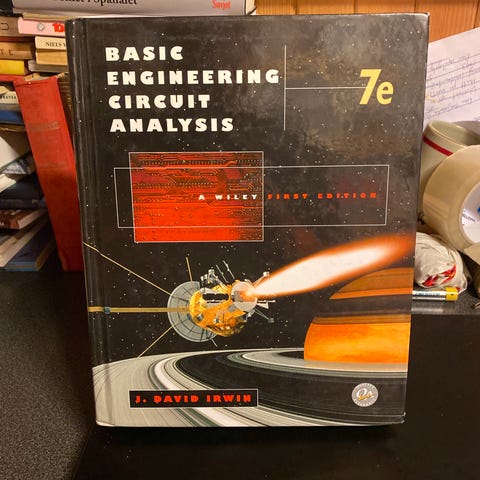 BASIC
ENGINEERING
CIRCUIT
ANALYSIS
7e
A WILEY FIRST EDITION
J. DAVID IRWIN